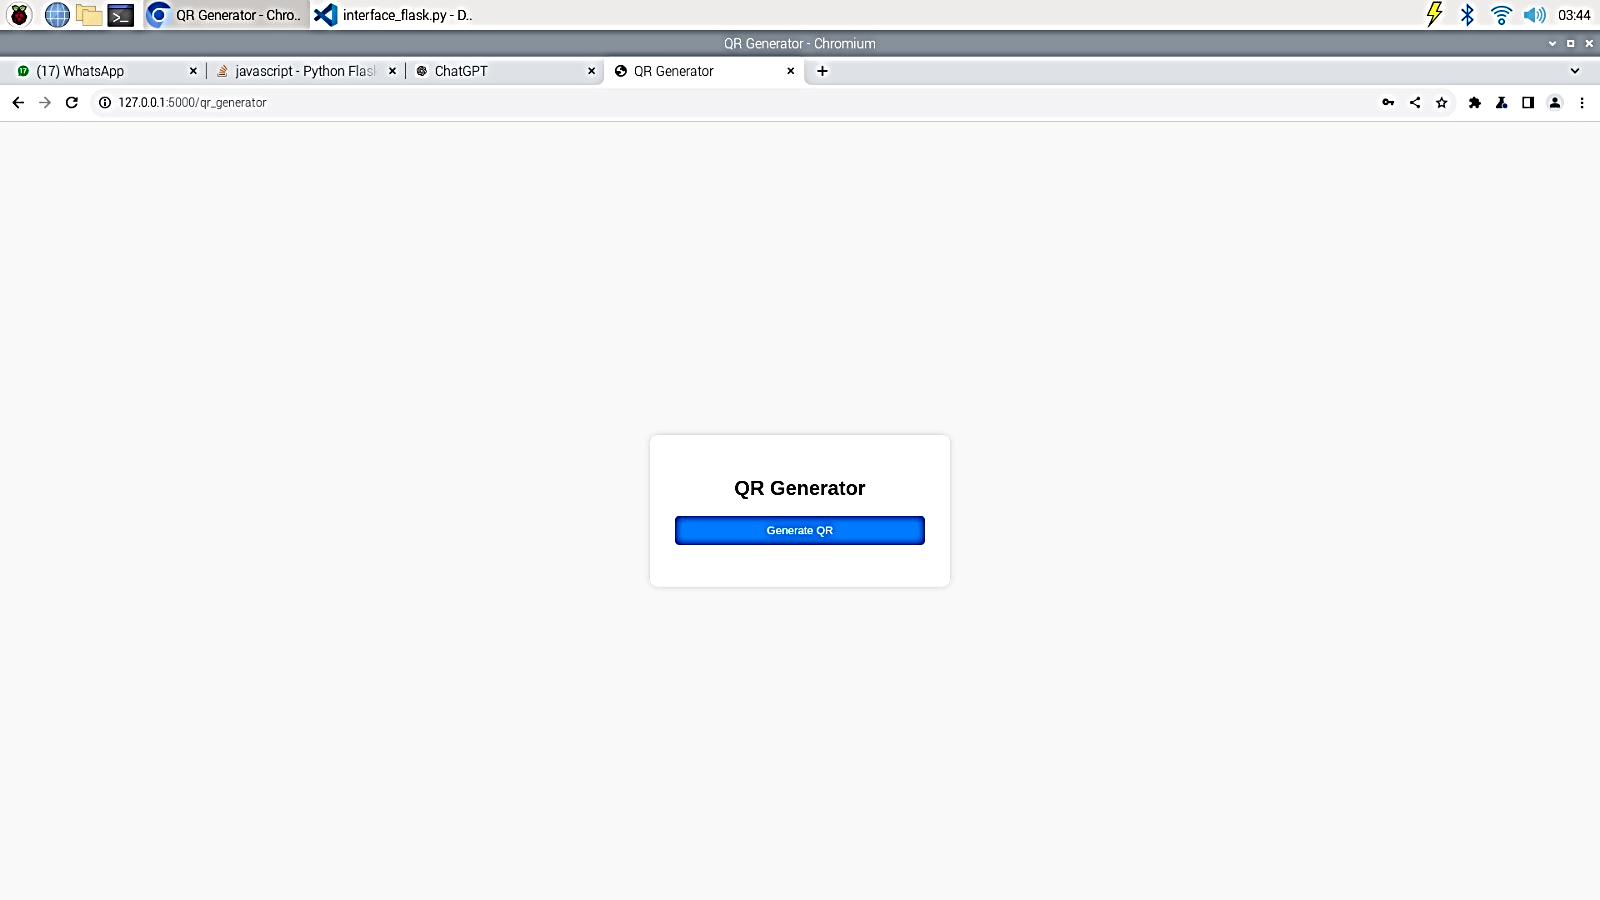 QR Generator - Chro..
interface_flask.py - D..
03:44
QR Generator - Chromium
(17) WhatsApp
javascript - Python Flas
ChatGPT
QR Generator
127.0.0.1:5000/qr_generator
QR Generator
Generate QR